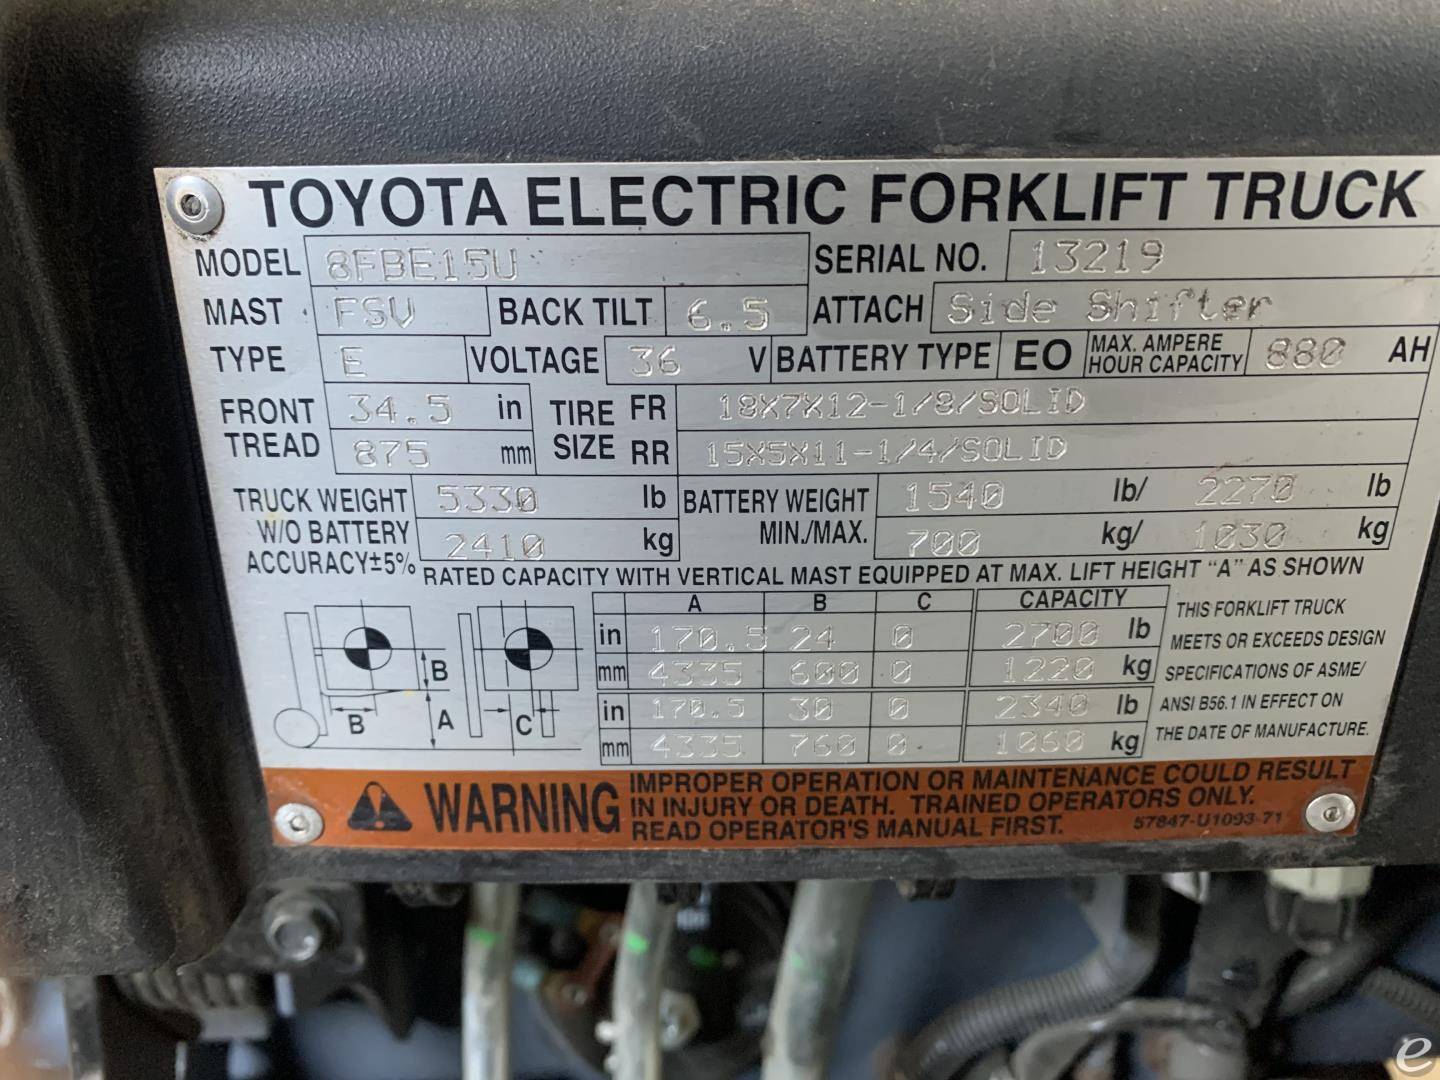 TOYOTA ELECTRIC FORKLIFT TRUCK
MODEL 8FBE15U SERIAL NO. 13219
MAST FSV BACK TILT 6.5 ATTACH Side Shifter
TYPE E VOLTAGE 36 V BATTERY TYPE EO MAX. AMPERE HOUR CAPACITY 880 AH
FRONT TREAD 34.5 in TIRE SIZE FR 18X7X12-1/8/SOLID
875 mm RR 15X5X11-1/4/SOLID
TRUCK WEIGHT 5330 lb BATTERY WEIGHT 1540 lb/ 2270 lb
W/O BATTERY 2410 kg MIN./MAX. 700 kg/ 1030 kg
ACCURACY±5%
RATED CAPACITY WITH VERTICAL MAST EQUIPPED AT MAX. LIFT HEIGHT "A" AS SHOWN
A B C CAPACITY
in 170.5 24 0 2700 lb
mm 4335 600 0 1220 kg
in 170.5 30 0 2340 lb
mm 4335 760 0 1060 kg
B
B A C
THIS FORKLIFT TRUCK
MEETS OR EXCEEDS DESIGN
SPECIFICATIONS OF ASME/
ANSI B56.1 IN EFFECT ON
THE DATE OF MANUFACTURE.
WARNING
IMPROPER OPERATION OR MAINTENANCE COULD RESULT
IN INJURY OR DEATH. TRAINED OPERATORS ONLY.
READ OPERATOR'S MANUAL FIRST. 57847-U1093-71
e